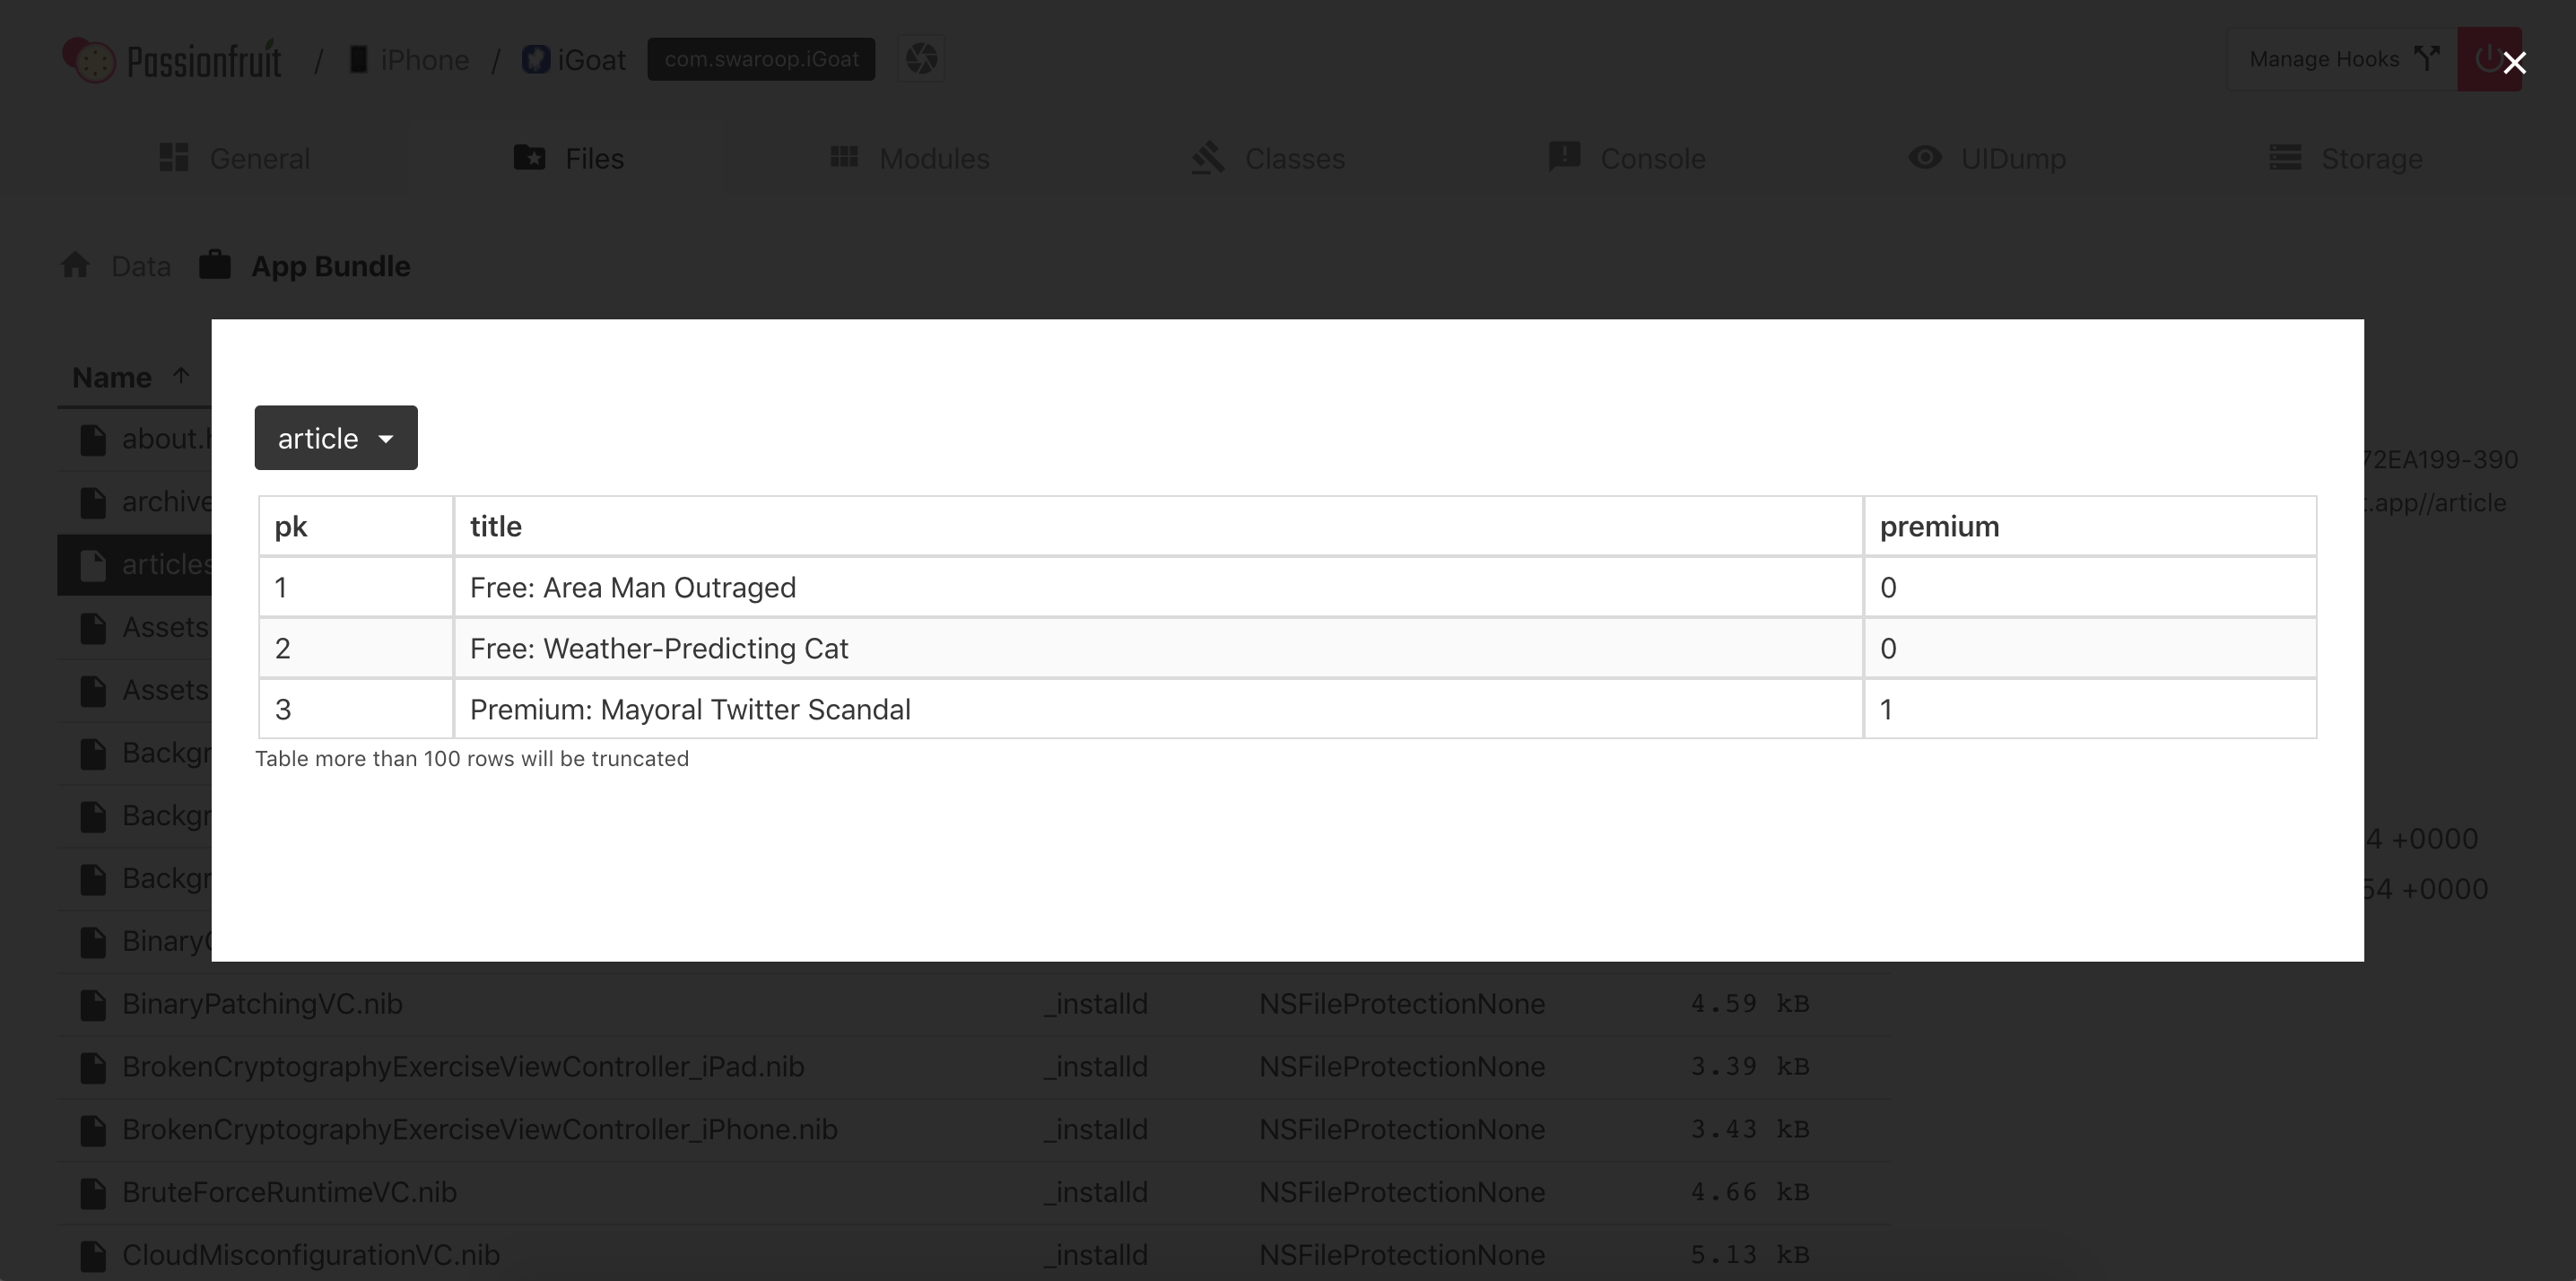 Passionfruit / iPhone / iGoat com.swaroop.iGoat Manage Hooks
General Files Modules Classes Console UIDump Storage
Data App Bundle
Name
article
pk title premium
1 Free: Area Man Outraged 0
2 Free: Weather-Predicting Cat 0
3 Premium: Mayoral Twitter Scandal 1
Table more than 100 rows will be truncated
about.
archive
articles
Assets
Assets
Backgr
Backgr
Backgr
Binary
72EA199-390
.app//article
4 +0000
54 +0000
BinaryPatchingVC.nib _installd NSFileProtectionNone 4.59 kB
BrokenCryptographyExerciseViewController_iPad.nib _installd NSFileProtectionNone 3.39 kB
BrokenCryptographyExerciseViewController_iPhone.nib _installd NSFileProtectionNone 3.43 kB
BruteForceRuntimeVC.nib _installd NSFileProtectionNone 4.66 kB
CloudMisconfigurationVC.nib _installd NSFileProtectionNone 5.13 kB